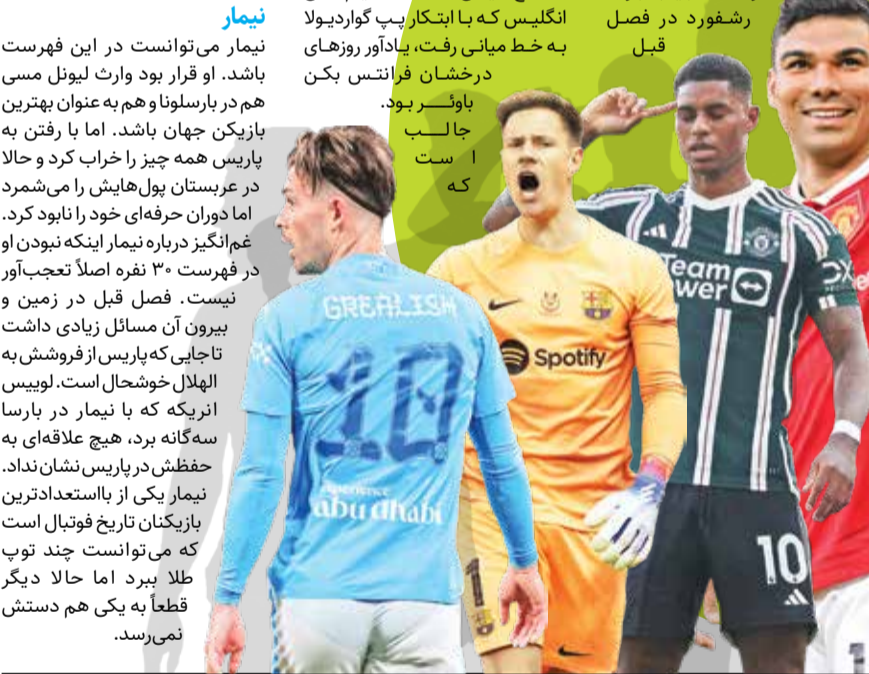 رشفورد در فصل
قبل
انگلیس که با ابتکار پپ گواردیولا
به خط میانی رفت، یادآور روزهای
درخشان فرانتس بکن
باوئـــر بود.
جالـــب
ا ست
که
نیمار
نیمار می‌توانست در این فهرست
باشد. او قرار بود وارث لیونل مسی
هم در بارسلونا و هم به عنوان بهترین
بازیکن جهان باشد. اما با رفتن به
پاریس همه چیز را خراب کرد و حالا
در عربستان پول‌هایش را می‌شمرد
اما دوران حرفه‌ای خود را نابود کرد.
غم‌انگیز درباره نیمار اینکه نبودن او
در فهرست ۳۰ نفره اصلاً تعجب‌آور
نیست. فصل قبل در زمین و
بیرون آن مسائل زیادی داشت
تاجایی که پاریس از فروشش به
الهلال خوشحال است. لوییس
انریکه که با نیمار در بارسا
سه‌گانه برد، هیچ علاقه‌ای به
حفظش در پاریس نشان نداد.
نیمار یکی از بااستعدادترین
بازیکنان تاریخ فوتبال است
که می‌توانست چند توپ
طلا ببرد اما حالا دیگر
قطعاً به یکی هم دستش
نمی‌رسد.
GREALISH
10
experience
abu dhabi
Spotify
1
Team
10